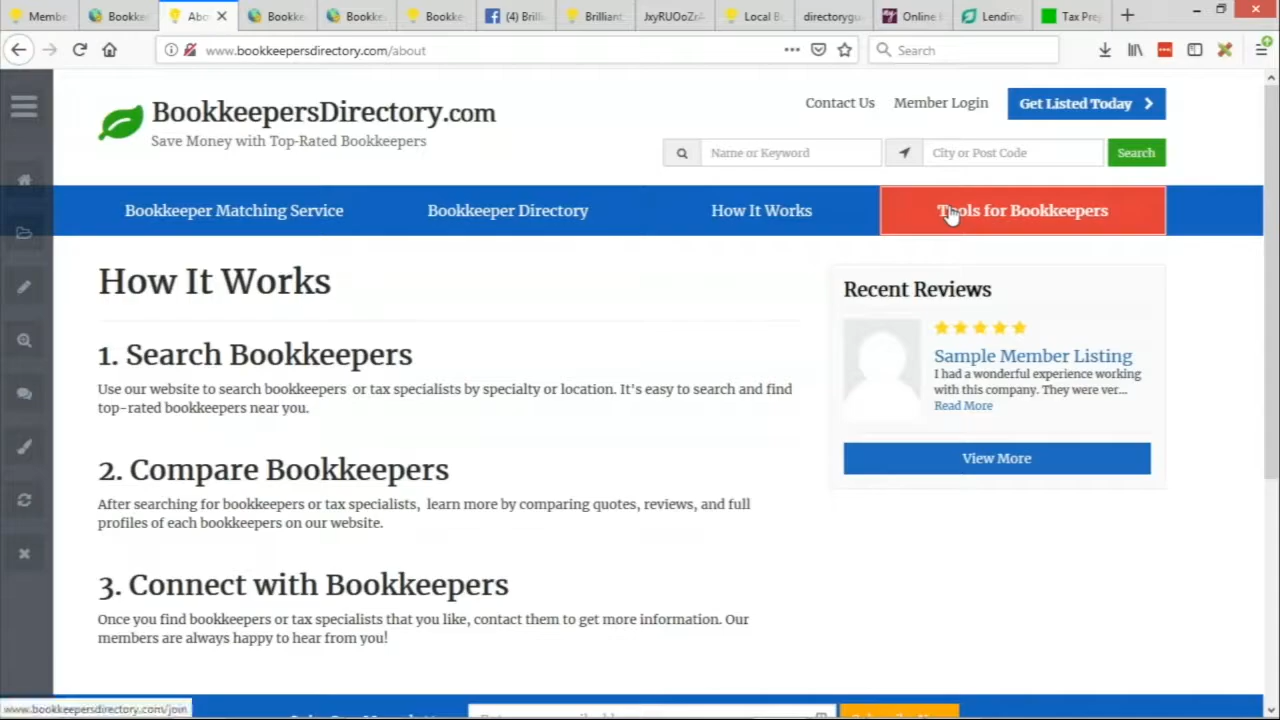 Membe
Bookke
Abo
Bookke
Bookke
Bookke
(4) Brilli
Brilliant
JxyRUOoZrA
Local B
directorygu
Online
Lending
Tax Pre
www.bookkeepersdirectory.com/about
Search
BookkeepersDirectory.com
Save Money with Top-Rated Bookkeepers
Contact Us
Member Login
Get Listed Today
Name or Keyword
City or Post Code
Search
Bookkeeper Matching Service
Bookkeeper Directory
How It Works
Tools for Bookkeepers
How It Works
1. Search Bookkeepers
Use our website to search bookkeepers or tax specialists by specialty or location. It's easy to search and find
top-rated bookkeepers near you.
2. Compare Bookkeepers
After searching for bookkeepers or tax specialists, learn more by comparing quotes, reviews, and full
profiles of each bookkeepers on our website.
3. Connect with Bookkeepers
Once you find bookkeepers or tax specialists that you like, contact them to get more information. Our
members are always happy to hear from you!
Recent Reviews
Sample Member Listing
I had a wonderful experience working
with this company. They were ver...
Read More
View More
www.bookkeepersdirectory.com/join